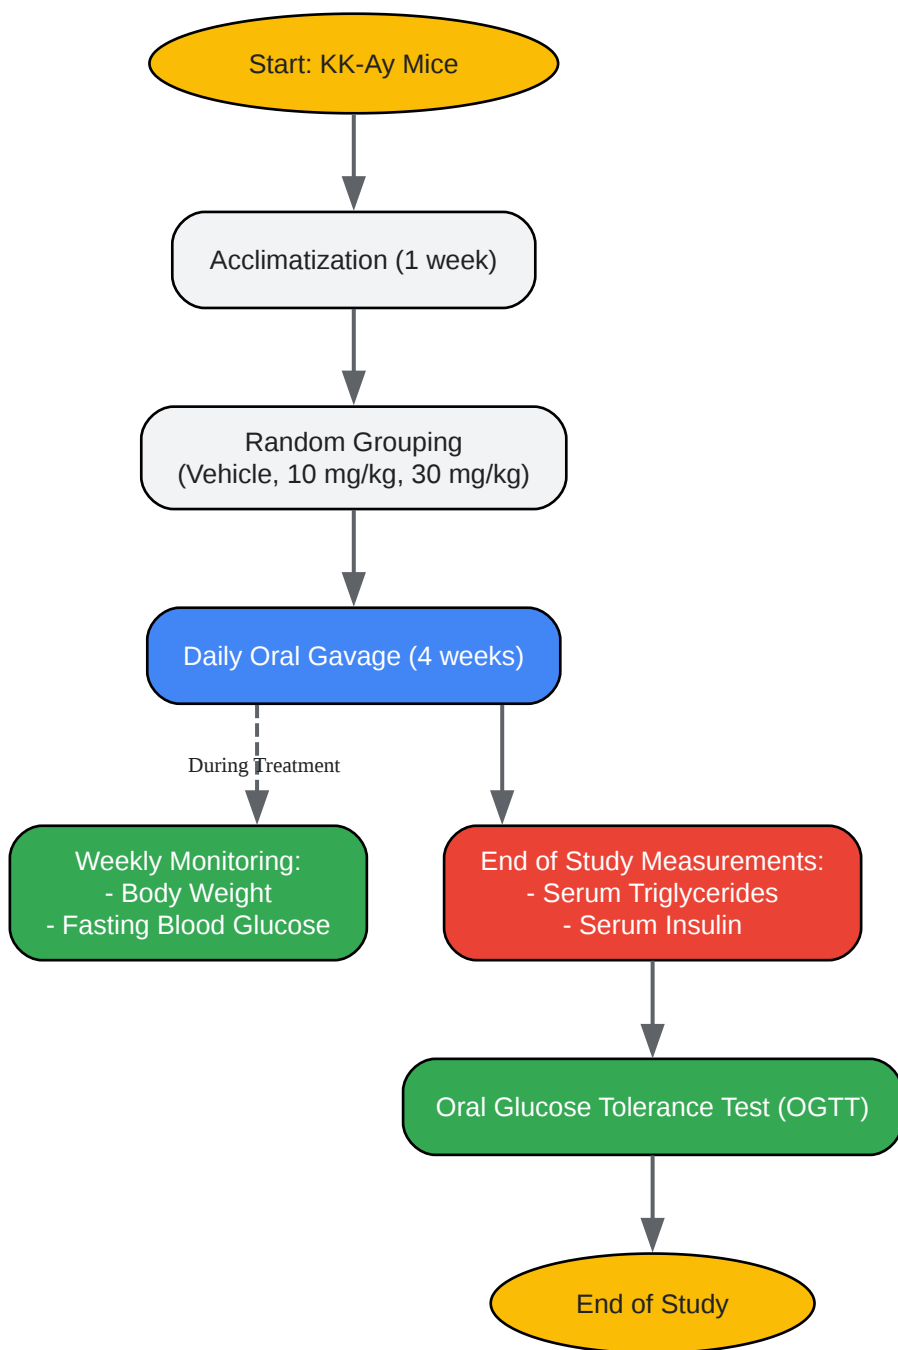 Start: KK-Ay Mice
Acclimatization (1 week)
Random Grouping
(Vehicle, 10 mg/kg, 30 mg/kg)
Daily Oral Gavage (4 weeks)
During Treatment
Weekly Monitoring:
- Body Weight
- Fasting Blood Glucose
End of Study Measurements:
- Serum Triglycerides
- Serum Insulin
Oral Glucose Tolerance Test (OGTT)
End of Study